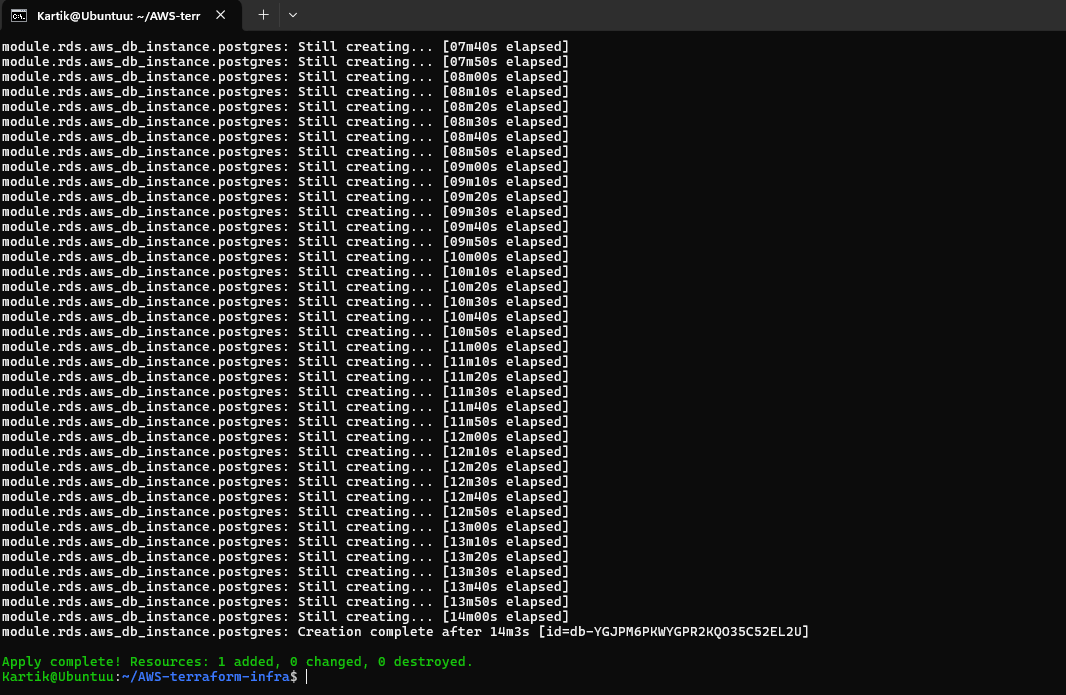 Kartik@Ubuntuu: ~/AWS-terr
module.rds.aws_db_instance.postgres: Still creating... [07m40s elapsed]
module.rds.aws_db_instance.postgres: Still creating... [07m50s elapsed]
module.rds.aws_db_instance.postgres: Still creating... [08m00s elapsed]
module.rds.aws_db_instance.postgres: Still creating... [08m10s elapsed]
module.rds.aws_db_instance.postgres: Still creating... [08m20s elapsed]
module.rds.aws_db_instance.postgres: Still creating... [08m30s elapsed]
module.rds.aws_db_instance.postgres: Still creating... [08m40s elapsed]
module.rds.aws_db_instance.postgres: Still creating... [08m50s elapsed]
module.rds.aws_db_instance.postgres: Still creating... [09m00s elapsed]
module.rds.aws_db_instance.postgres: Still creating... [09m10s elapsed]
module.rds.aws_db_instance.postgres: Still creating... [09m20s elapsed]
module.rds.aws_db_instance.postgres: Still creating... [09m30s elapsed]
module.rds.aws_db_instance.postgres: Still creating... [09m40s elapsed]
module.rds.aws_db_instance.postgres: Still creating... [09m50s elapsed]
module.rds.aws_db_instance.postgres: Still creating... [10m00s elapsed]
module.rds.aws_db_instance.postgres: Still creating... [10m10s elapsed]
module.rds.aws_db_instance.postgres: Still creating... [10m20s elapsed]
module.rds.aws_db_instance.postgres: Still creating... [10m30s elapsed]
module.rds.aws_db_instance.postgres: Still creating... [10m40s elapsed]
module.rds.aws_db_instance.postgres: Still creating... [10m50s elapsed]
module.rds.aws_db_instance.postgres: Still creating... [11m00s elapsed]
module.rds.aws_db_instance.postgres: Still creating... [11m10s elapsed]
module.rds.aws_db_instance.postgres: Still creating... [11m20s elapsed]
module.rds.aws_db_instance.postgres: Still creating... [11m30s elapsed]
module.rds.aws_db_instance.postgres: Still creating... [11m40s elapsed]
module.rds.aws_db_instance.postgres: Still creating... [11m50s elapsed]
module.rds.aws_db_instance.postgres: Still creating... [12m00s elapsed]
module.rds.aws_db_instance.postgres: Still creating... [12m10s elapsed]
module.rds.aws_db_instance.postgres: Still creating... [12m20s elapsed]
module.rds.aws_db_instance.postgres: Still creating... [12m30s elapsed]
module.rds.aws_db_instance.postgres: Still creating... [12m40s elapsed]
module.rds.aws_db_instance.postgres: Still creating... [12m50s elapsed]
module.rds.aws_db_instance.postgres: Still creating... [13m00s elapsed]
module.rds.aws_db_instance.postgres: Still creating... [13m10s elapsed]
module.rds.aws_db_instance.postgres: Still creating... [13m20s elapsed]
module.rds.aws_db_instance.postgres: Still creating... [13m30s elapsed]
module.rds.aws_db_instance.postgres: Still creating... [13m40s elapsed]
module.rds.aws_db_instance.postgres: Still creating... [13m50s elapsed]
module.rds.aws_db_instance.postgres: Still creating... [14m00s elapsed]
module.rds.aws_db_instance.postgres: Creation complete after 14m3s [id=db-YGJPM6PKWYGPR2KQO35C52EL2U]
Apply complete! Resources: 1 added, 0 changed, 0 destroyed.
Kartik@Ubuntuu:~/AWS-terraform-infra$